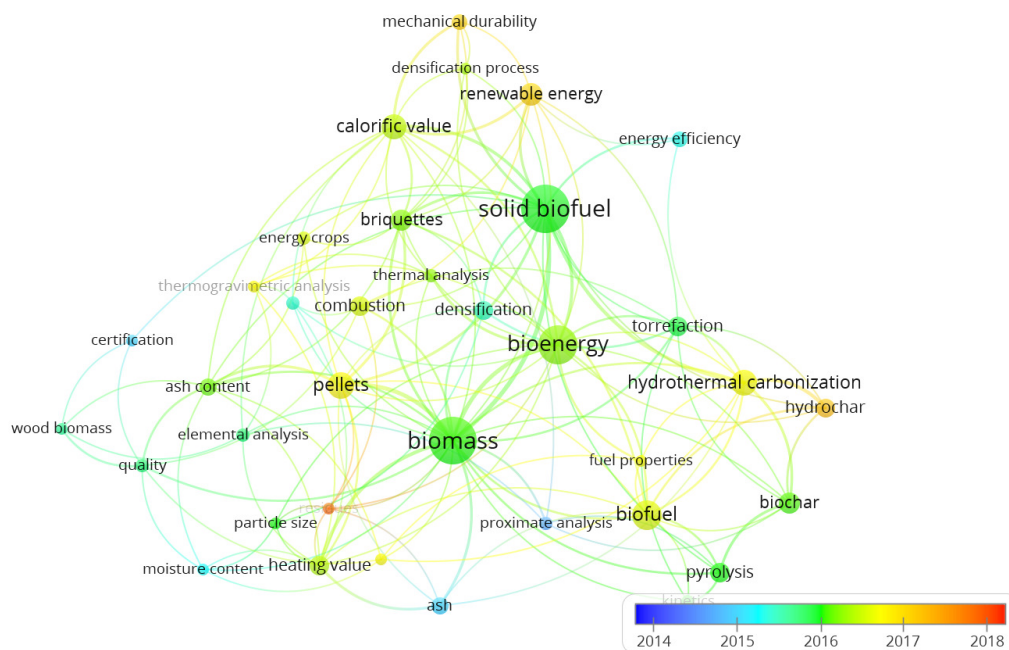 mechanical durability
densification process
renewable energy
calorific value
energy efficiency
solid biofuel
briquettes
energy crops
thermal analysis
thermogravimetric analysis
combustion
densification
torrefaction
certification
bioenergy
hydrothermal carbonization
pellets
ash content
hydrochar
wood biomass
elemental analysis
biomass
quality
fuel properties
biochar
residues
particle size
proximate analysis
biofuel
moisture content
heating value
pyrolysis
kinetics
ash
2014 2015 2016 2017 2018